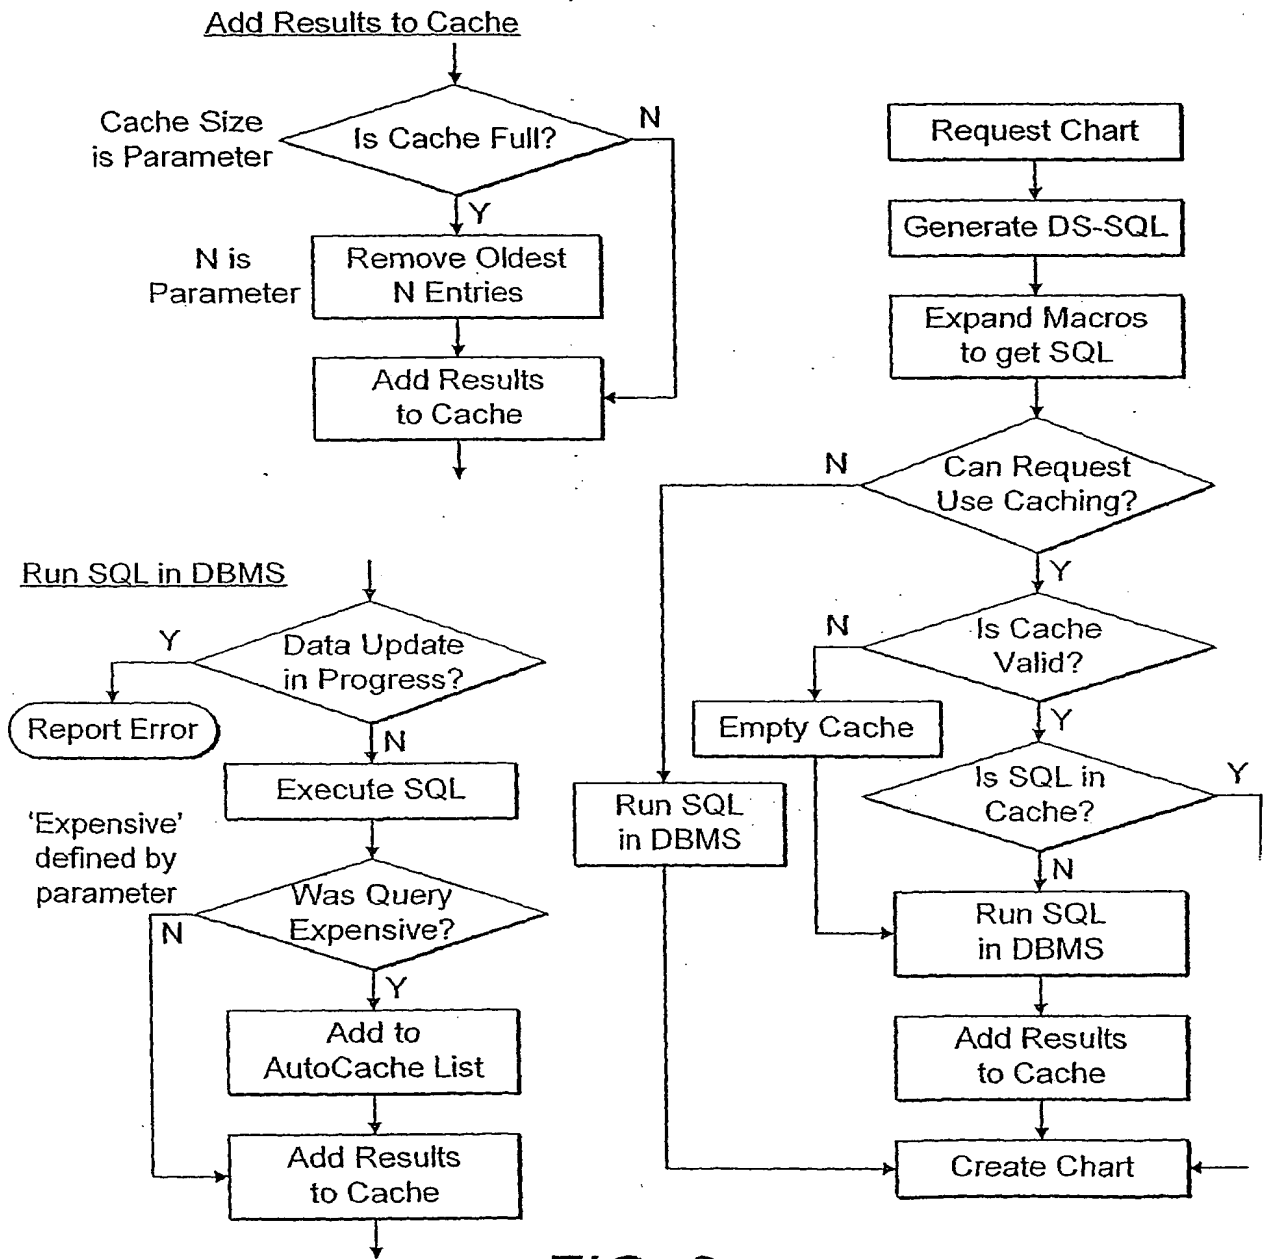 Add Results to Cache
Cache Size
is Parameter
Is Cache Full?
N
Y
N is
Parameter
Remove Oldest
N Entries
Add Results
to Cache
Run SQL in DBMS
Data Update
in Progress?
Y
Report Error
N
Execute SQL
'Expensive'
defined by
parameter
Was Query
Expensive?
N
Y
Add to
AutoCache List
Add Results
to Cache
Request Chart
Generate DS-SQL
Expand Macros
to get SQL
Can Request
Use Caching?
N
Y
Is Cache
Valid?
N
Y
Empty Cache
Is SQL in
Cache?
Y
N
Run SQL
in DBMS
Run SQL
in DBMS
Add Results
to Cache
Create Chart